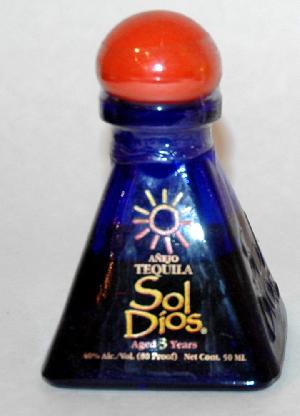 AÑEJO
TEQUILA
Sol
Dios®
Aged 3 Years
40% Alc./Vol. (80 Proof) Net Cont. 50 ML